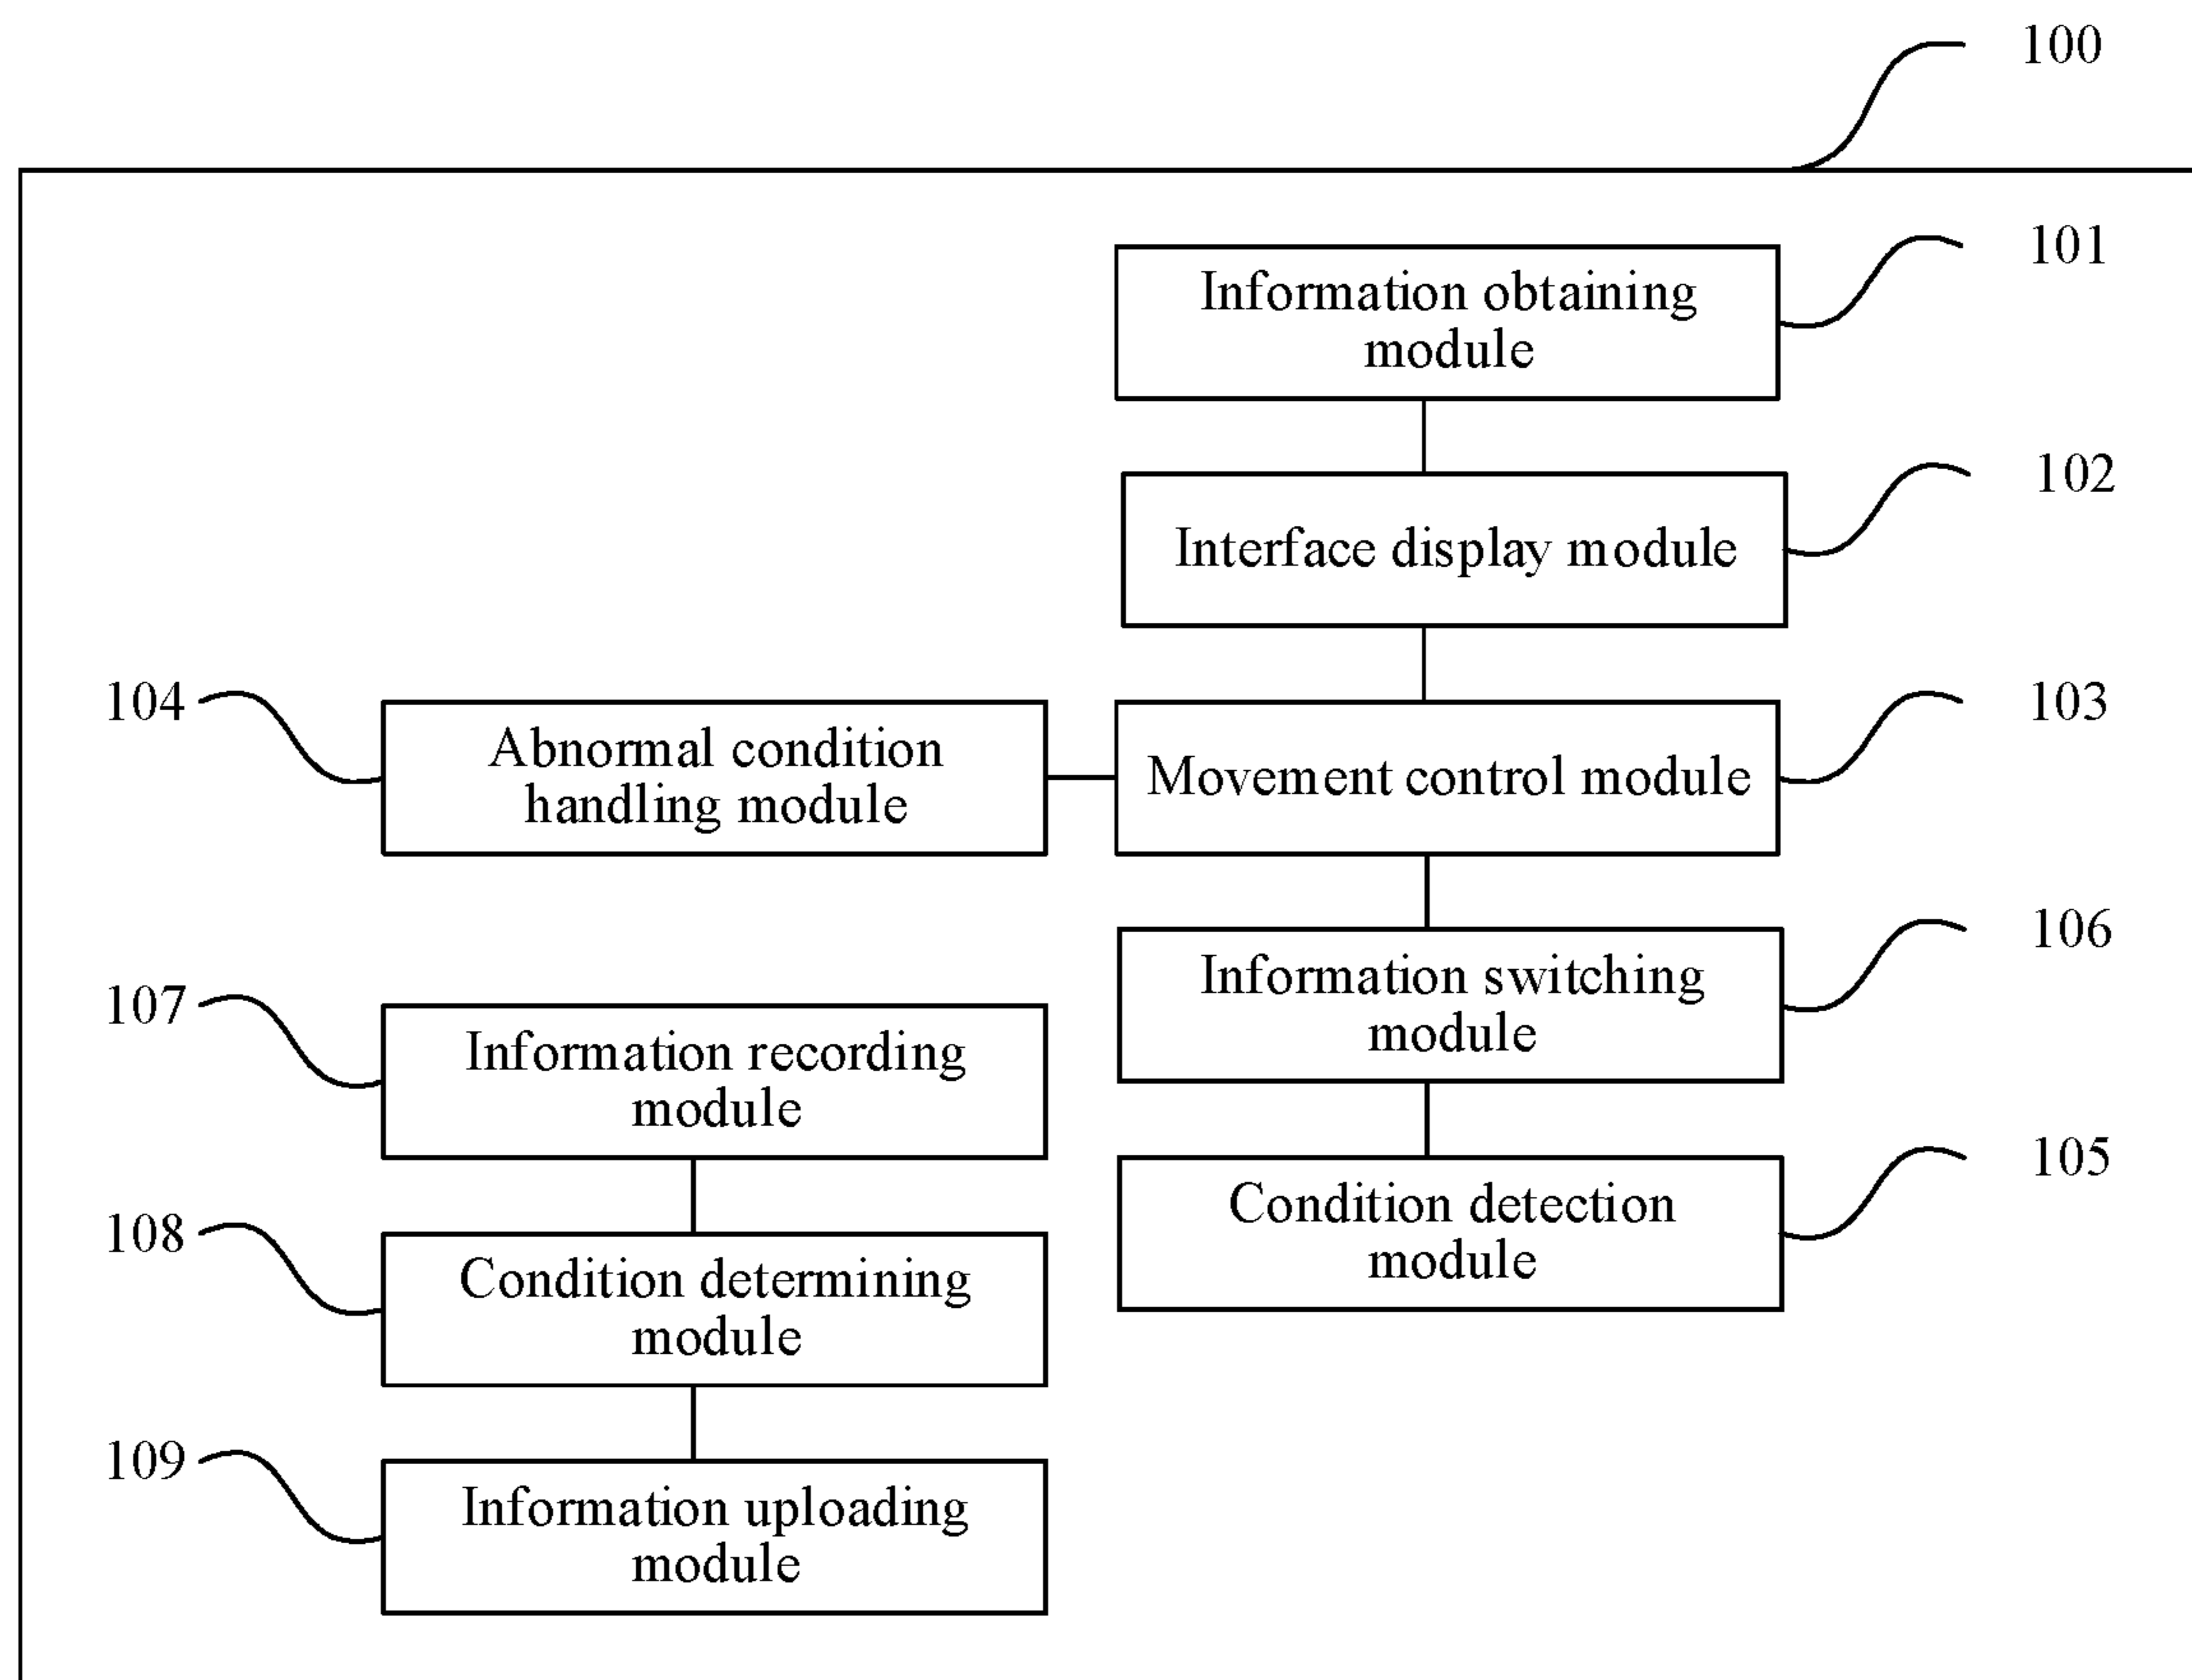 100
101
Information obtaining
module
102
Interface display module
104
Abnormal condition
handling module
103
Movement control module
106
Information switching
module
107
Information recording
module
105
Condition detection
module
108
Condition determining
module
109
Information uploading
module